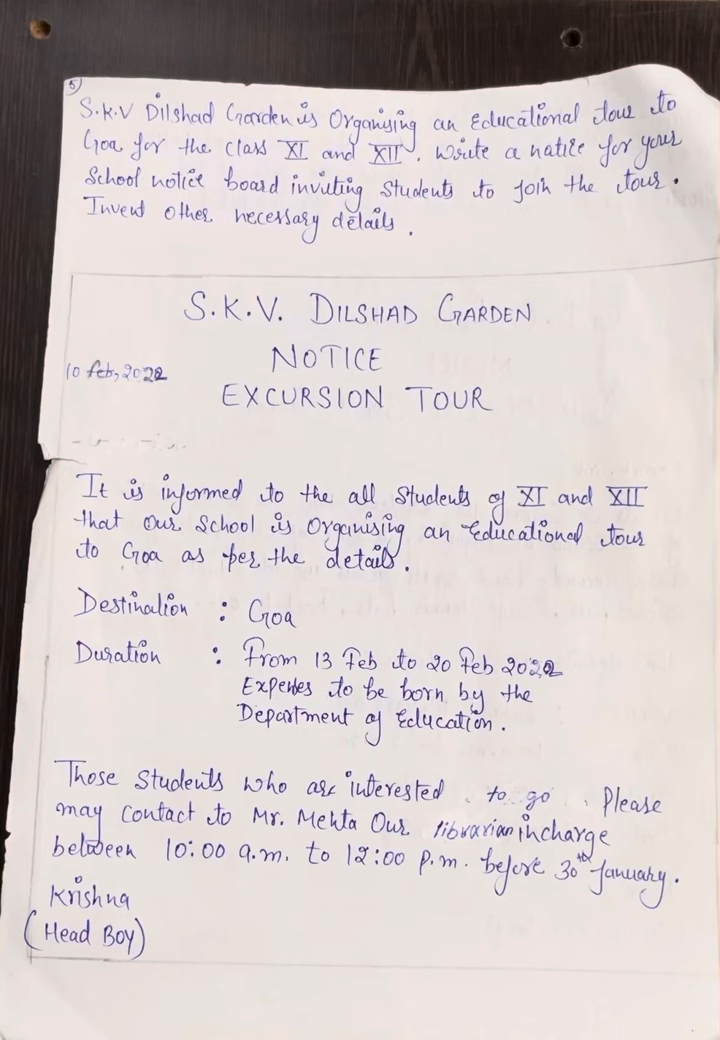 5)
S.K.V Dilshad Garden is Organising an Educational tour to
Goa for the class XI and XII. Write a notice for your
School notice board inviting students to join the tour.
Invent other necessary details.
S.K.V. DILSHAD GARDEN
NOTICE
10 feb, 2022
EXCURSION TOUR
It is informed to the all students of XI and XII
that our school is Organising an Educational tour
to Goa as per the details.
Destination : Goa
Duration : From 13 Feb to 20 Feb 2022
Expenses to be born by the
Department of Education.
Those Students who are interested to go Please
may contact to Mr. Mehta Our librarian incharge
between 10:00 a.m. to 12:00 p.m. before 30th January.
Krishna
(Head Boy)